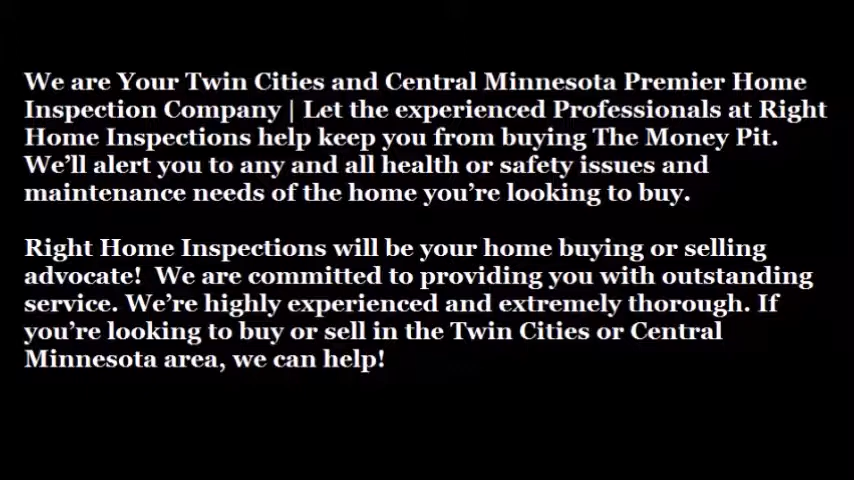 We are Your Twin Cities and Central Minnesota Premier Home
Inspection Company | Let the experienced Professionals at Right
Home Inspections help keep you from buying The Money Pit.
We’ll alert you to any and all health or safety issues and
maintenance needs of the home you’re looking to buy.
Right Home Inspections will be your home buying or selling
advocate!  We are committed to providing you with outstanding
service. We’re highly experienced and extremely thorough. If
you’re looking to buy or sell in the Twin Cities or Central
Minnesota area, we can help!